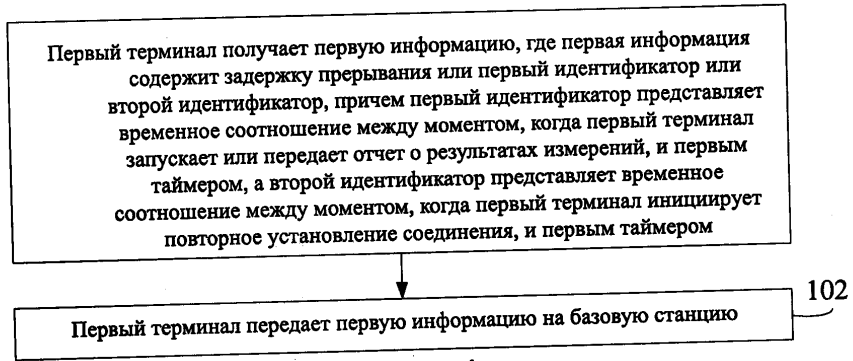 Первый терминал получает первую информацию, где первая информация
содержит задержку прерывания или первый идентификатор или
второй идентификатор, причем первый идентификатор представляет
временное соотношение между моментом, когда первый терминал
запускает или передает отчет о результатах измерений, и первым
таймером, а второй идентификатор представляет временное
соотношение между моментом, когда первый терминал инициирует
повторное установление соединения, и первым таймером
102
Первый терминал передает первую информацию на базовую станцию